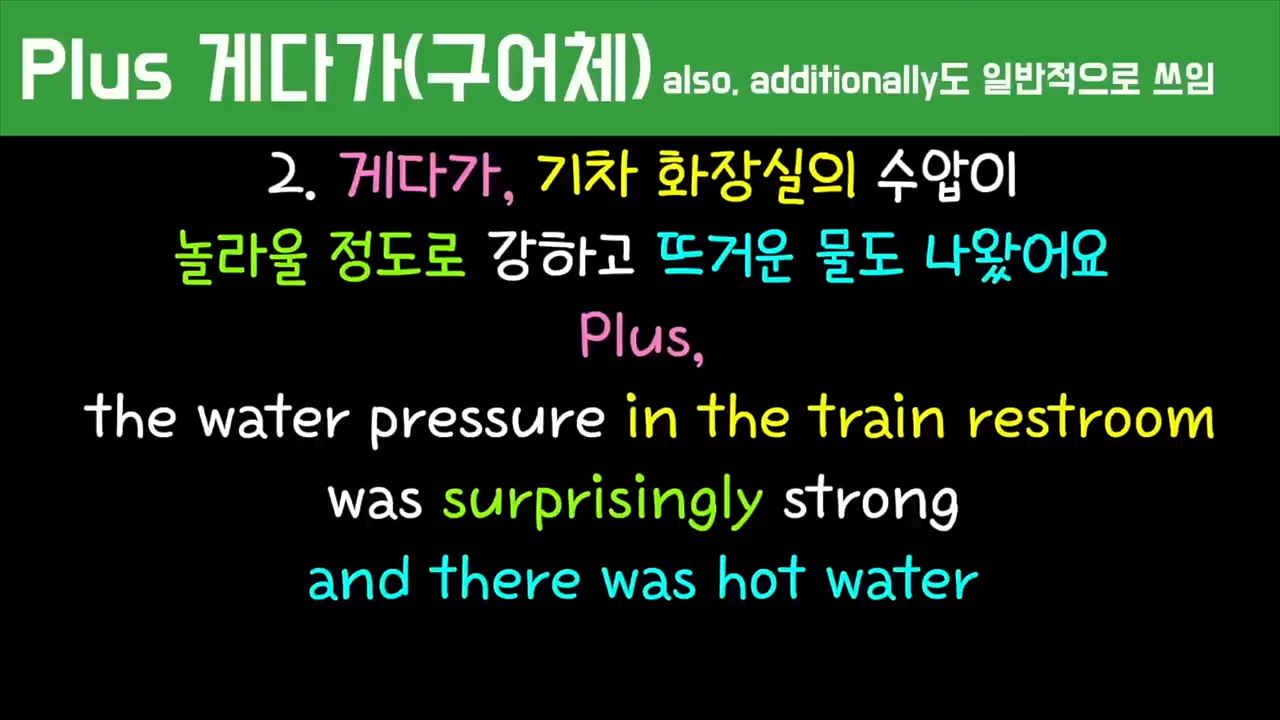 Plus 게다가(구어체) also, additionally도 일반적으로 쓰임
2. 게다가, 기차 화장실의 수압이
놀라울 정도로 강하고 뜨거운 물도 나왔어요
Plus,
the water pressure in the train restroom
was surprisingly strong
and there was hot water